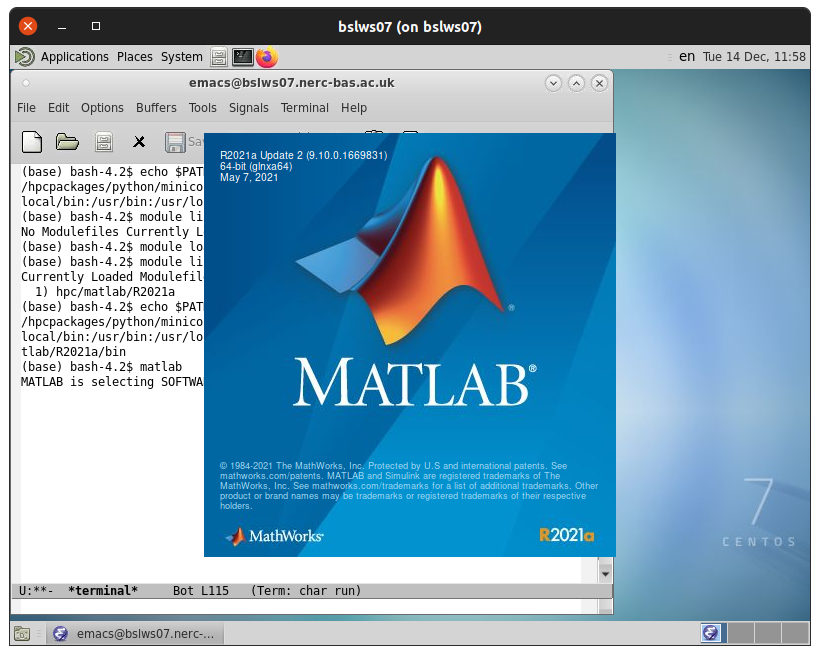 bslws07 (on bslws07)
Applications Places System en Tue 14 Dec, 11:58
emacs@bslws07.nerc-bas.ac.uk
File Edit Options Buffers Tools Signals Terminal Help
(base) bash-4.2$ echo $PAT
/hpcpackages/python/minico
local/bin:/usr/bin:/usr/lo
(base) bash-4.2$ module li
No Modulefiles Currently L
(base) bash-4.2$ module lo
(base) bash-4.2$ module li
Currently Loaded Modulefil
1) hpc/matlab/R2021a
(base) bash-4.2$ echo $PAT
/hpcpackages/python/minico
local/bin:/usr/bin:/usr/lo
tlab/R2021a/bin
(base) bash-4.2$ matlab
MATLAB is selecting SOFTWA
R2021a Update 2 (9.10.0.1669831)
64-bit (glnxa64)
May 7, 2021
®
MATLAB®
© 1984-2021 The MathWorks, Inc. Protected by U.S and international patents. See
mathworks.com/patents. MATLAB and Simulink are registered trademarks of The
MathWorks, Inc. See mathworks.com/trademarks for a list of additional trademarks. Other
product or brand names may be trademarks or registered trademarks of their respective
holders.
MathWorks® R2021a
7
CENTOS
U:**- *terminal* Bot L115 (Term: char run)
emacs@bslws07.nerc-...